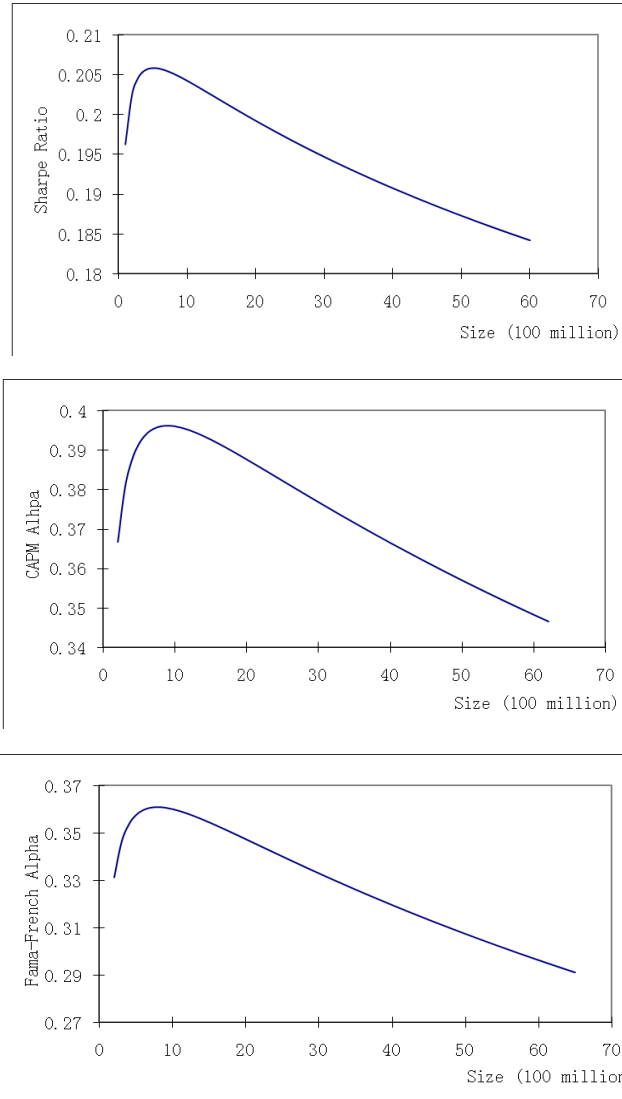 0.21
0.205
0.2
0.195
0.19
0.185
0.18
Sharpe Ratio
0 10 20 30 40 50 60 70
Size (100 million)
0.4
0.39
0.38
0.37
0.36
0.35
0.34
CAPM Alhpa
0 10 20 30 40 50 60 70
Size (100 million)
0.37
0.35
0.33
0.31
0.29
0.27
Fama-French Alpha
0 10 20 30 40 50 60 70
Size (100 million